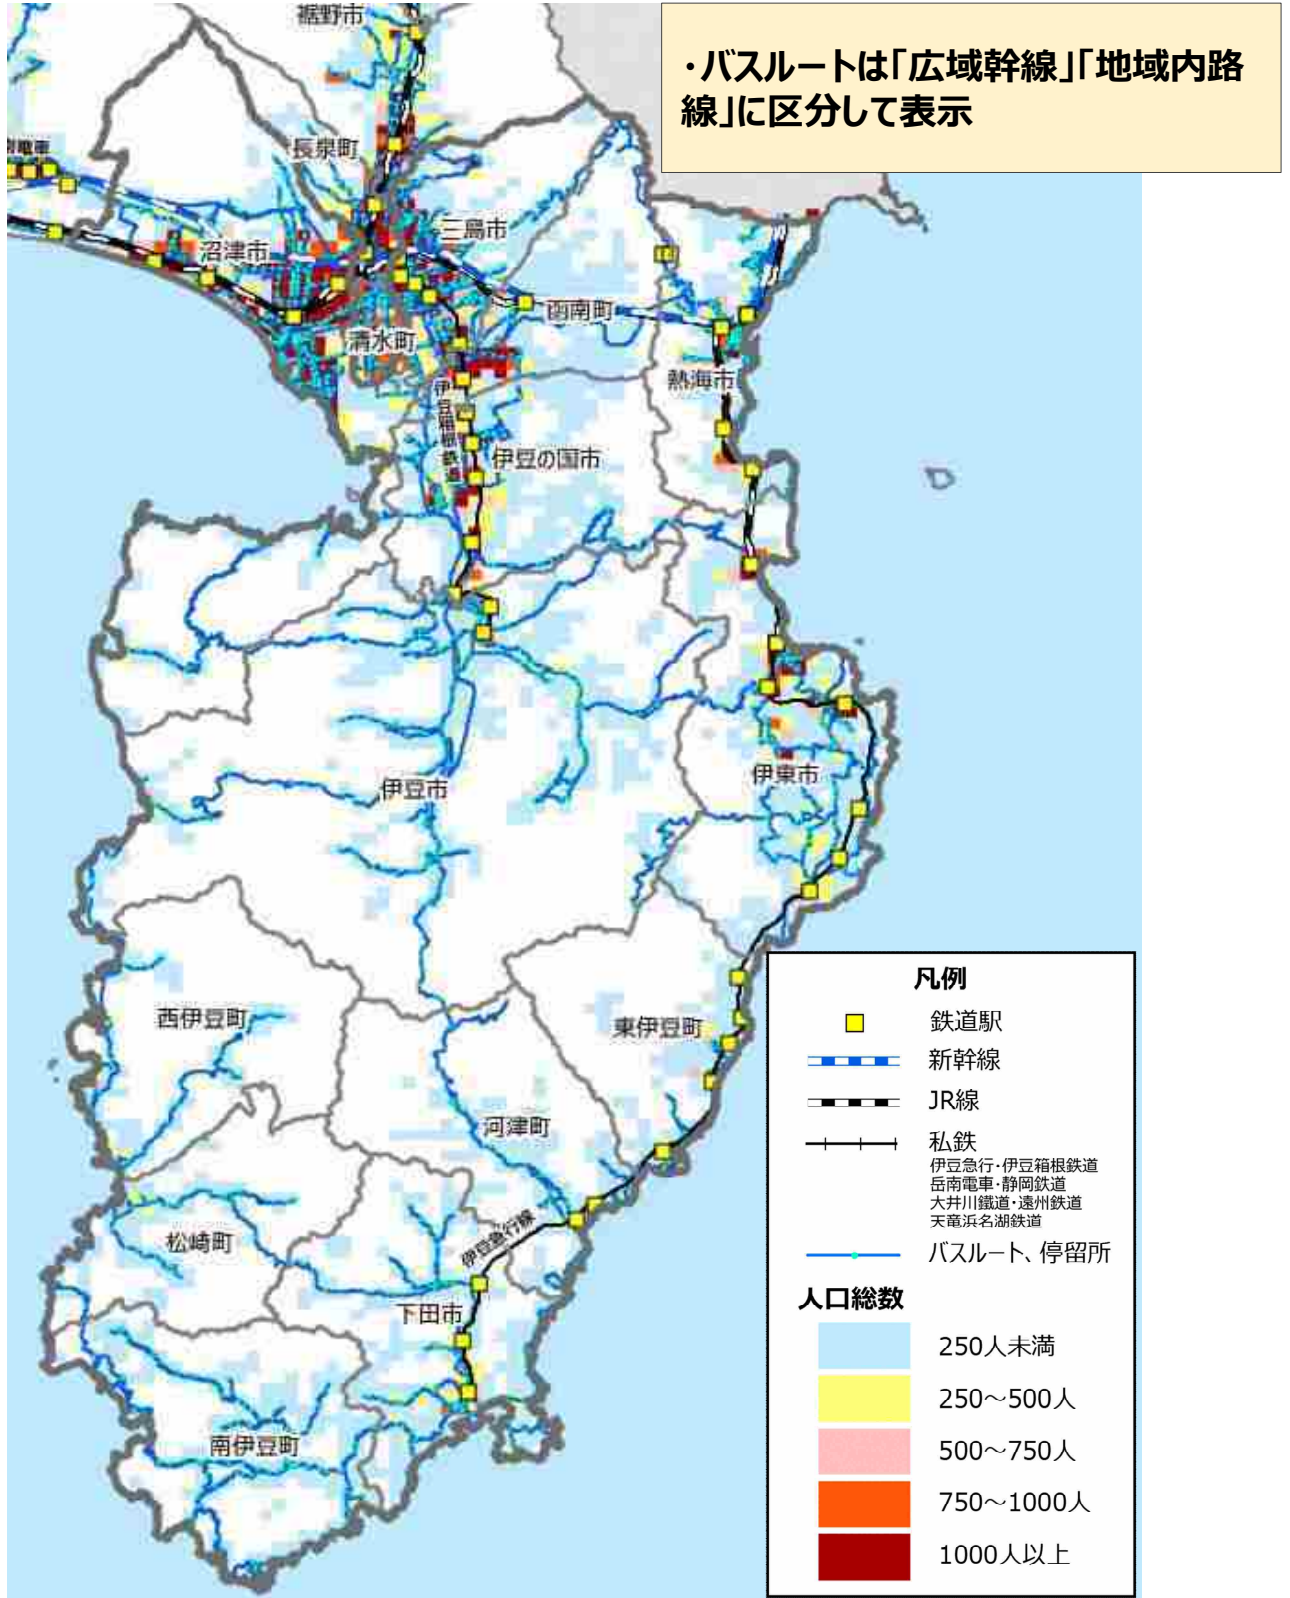 ・バスルートは「広域幹線」「地域内路
線」に区分して表示
裾野市
長泉町
三島市
沼津市
函南町
清水町
熱海市
伊豆箱根鉄道
伊豆の国市
伊豆市
伊東市
西伊豆町
東伊豆町
河津町
伊豆急行線
松崎町
下田市
南伊豆町
凡例
鉄道駅
新幹線
JR線
私鉄
伊豆急行・伊豆箱根鉄道
岳南電車・静岡鉄道
大井川鐵道・遠州鉄道
天竜浜名湖鉄道
バスルート、停留所
人口総数
250人未満
250～500人
500～750人
750～1000人
1000人以上